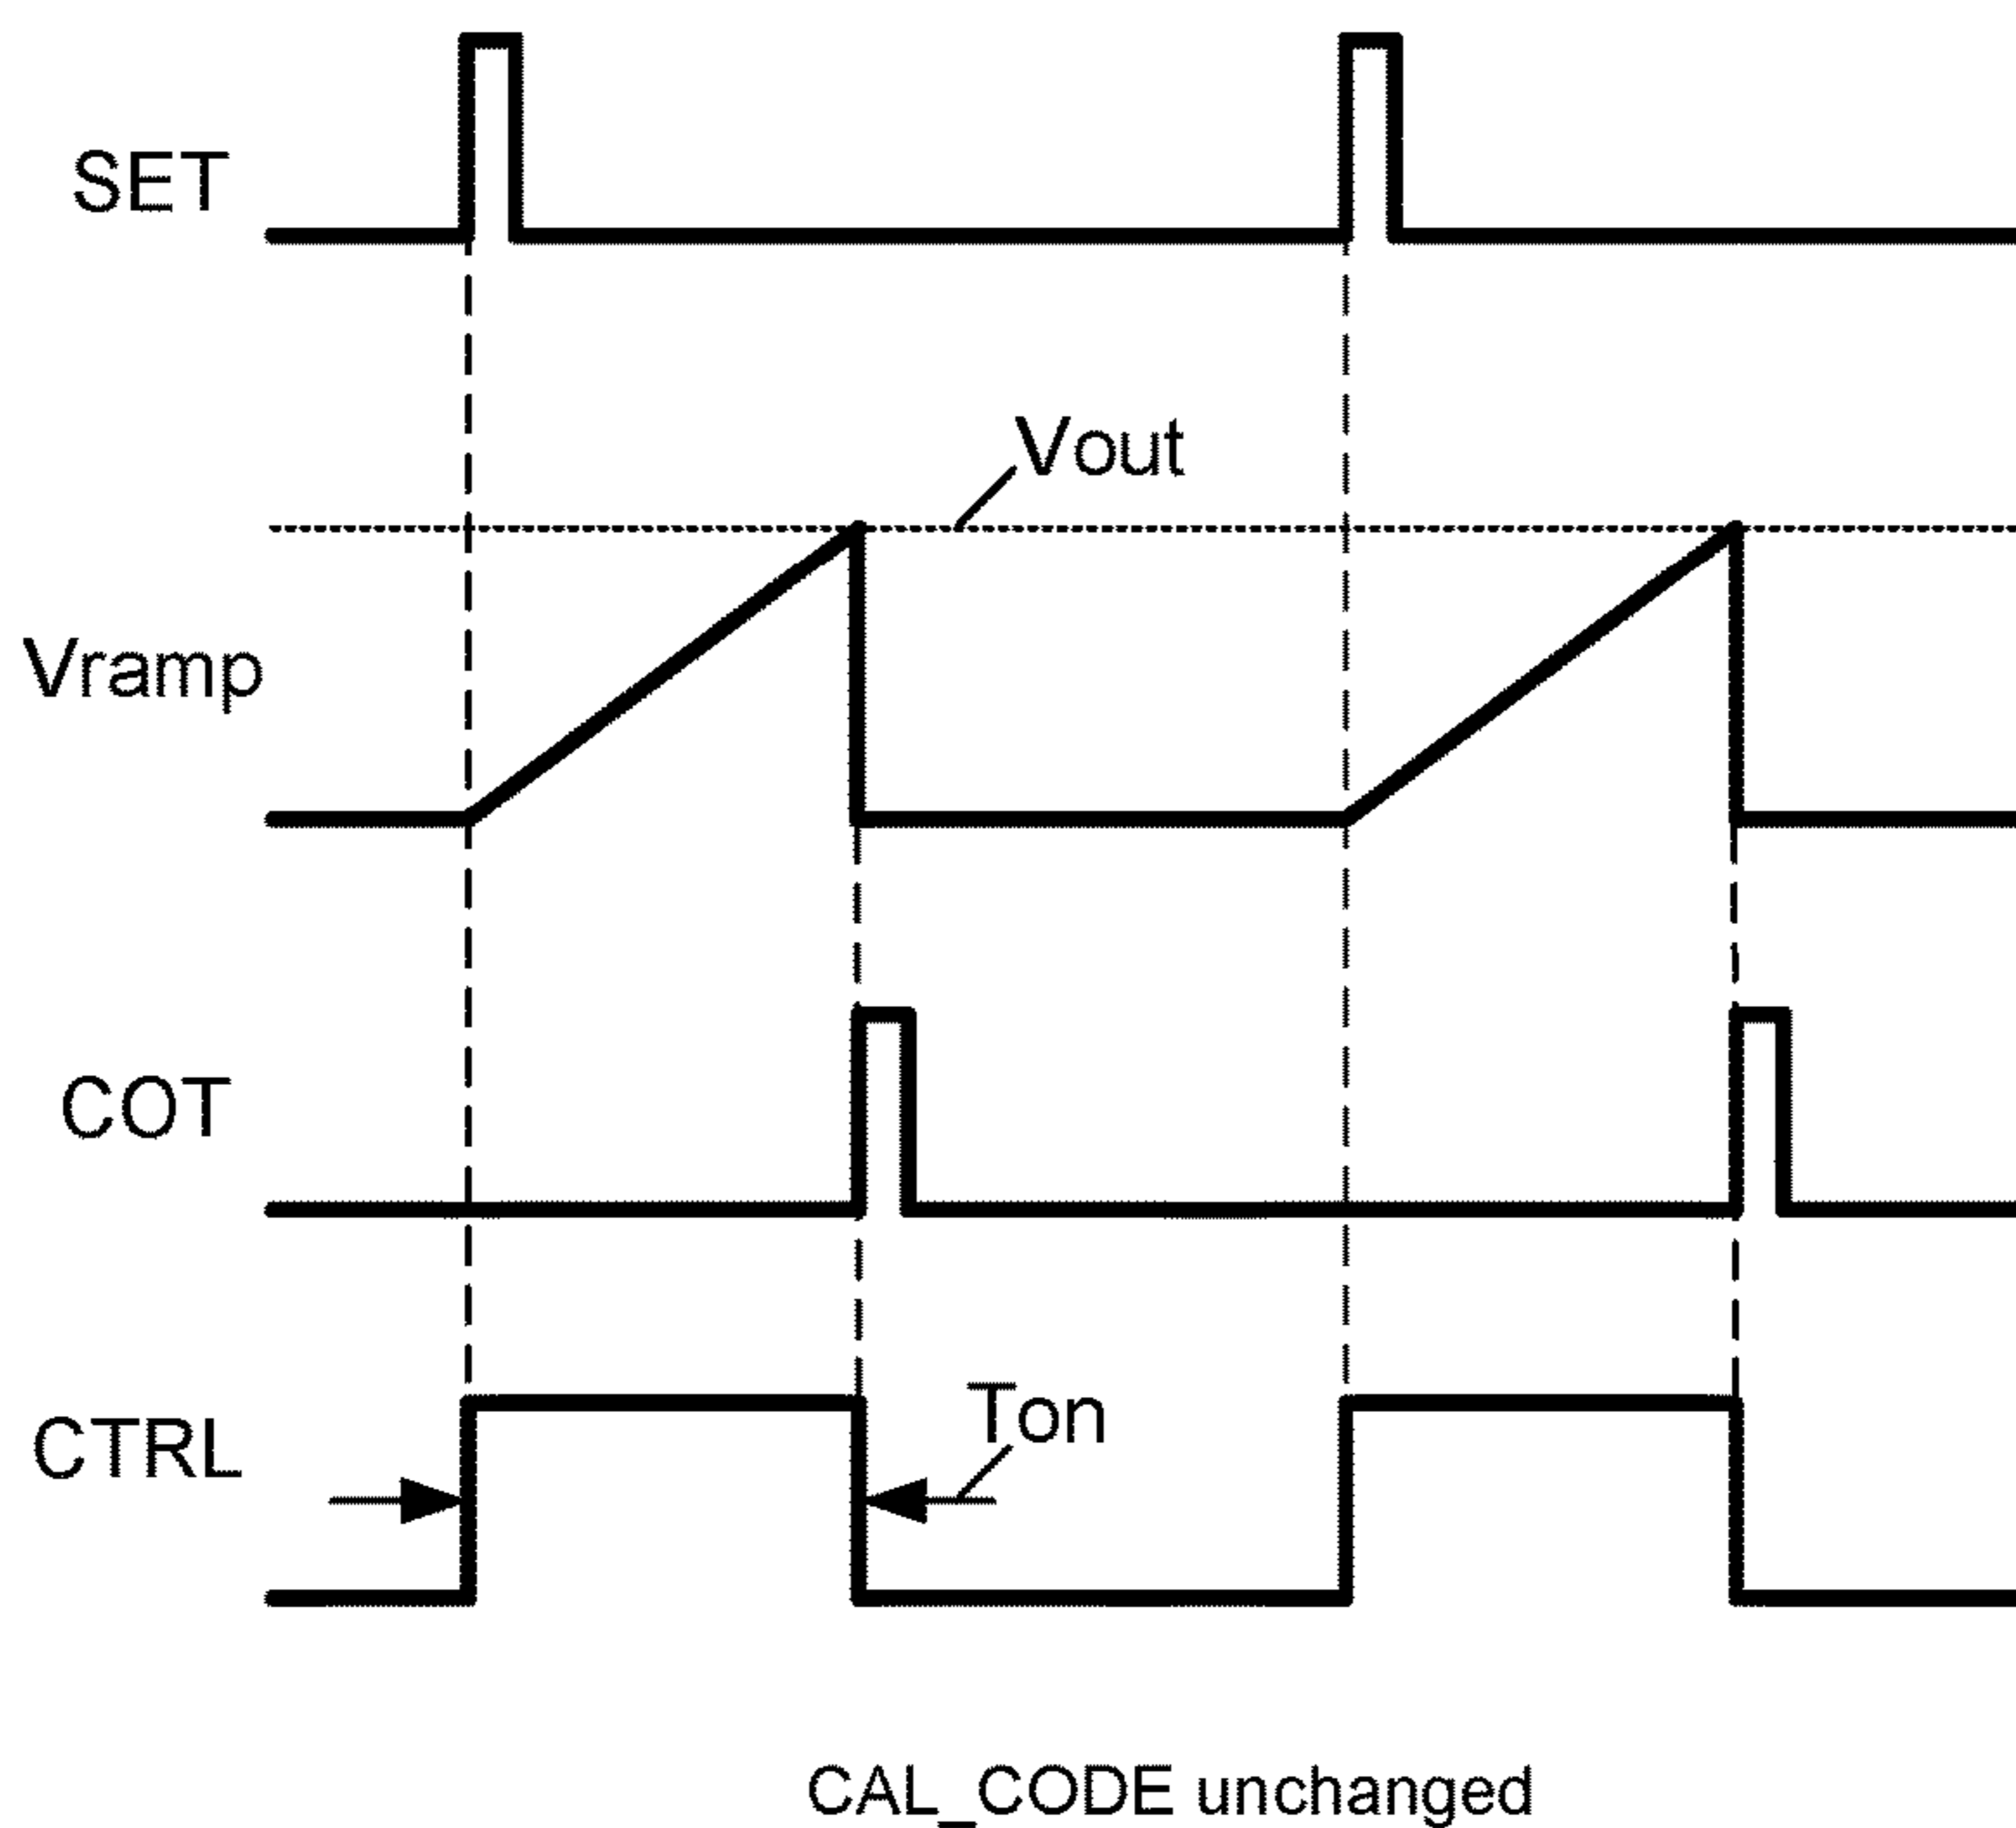 SET
Vout
Vramp
COT
Ton
CTRL
CAL_CODE unchanged